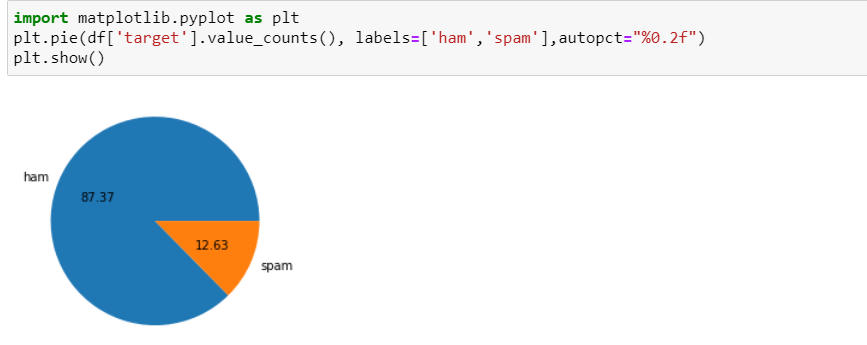 import matplotlib.pyplot as plt
plt.pie(df['target'].value_counts(), labels=['ham','spam'],autopct="%0.2f")
plt.show()
ham
87.37
12.63
spam